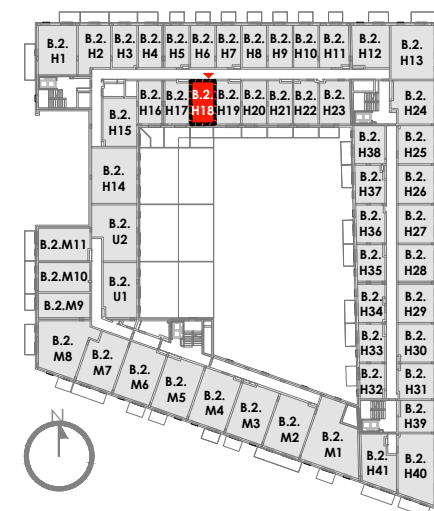 B.2.
H1
B.2.
H2
B.2.
H3
B.2.
H4
B.2.
H5
B.2.
H6
B.2.
H7
B.2.
H8
B.2.
H9
B.2.
H10
B.2.
H11
B.2.
H12
B.2.
H13
B.2.
H15
B.2.
H16
B.2.
H17
B.2.
H18
B.2.
H19
B.2.
H20
B.2.
H21
B.2.
H22
B.2.
H23
B.2.
H24
B.2.
H38
B.2.
H25
B.2.
H14
B.2.
H37
B.2.
H26
B.2.
U2
B.2.
H36
B.2.
H27
B.2.M11
B.2.
H35
B.2.
H28
B.2.M10
B.2.
U1
B.2.
H34
B.2.
H29
B.2.M9
B.2.
M8
B.2.
M7
B.2.
M6
B.2.
M5
B.2.
M4
B.2.
M3
B.2.
M2
B.2.
M1
B.2.
H33
B.2.
H30
B.2.
H32
B.2.
H31
B.2.
H39
B.2.
H41
B.2.
H40
N